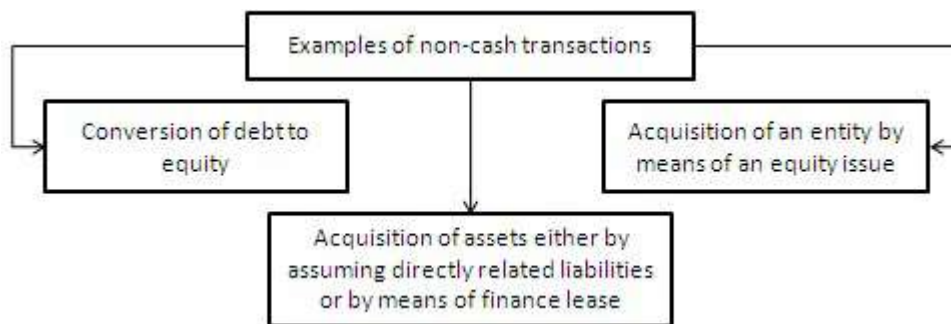 Examples of non-cash transactions
Conversion of debt to
equity
Acquisition of an entity by
means of an equity issue
Acquisition of assets either by
assuming directly related liabilities
or by means of finance lease